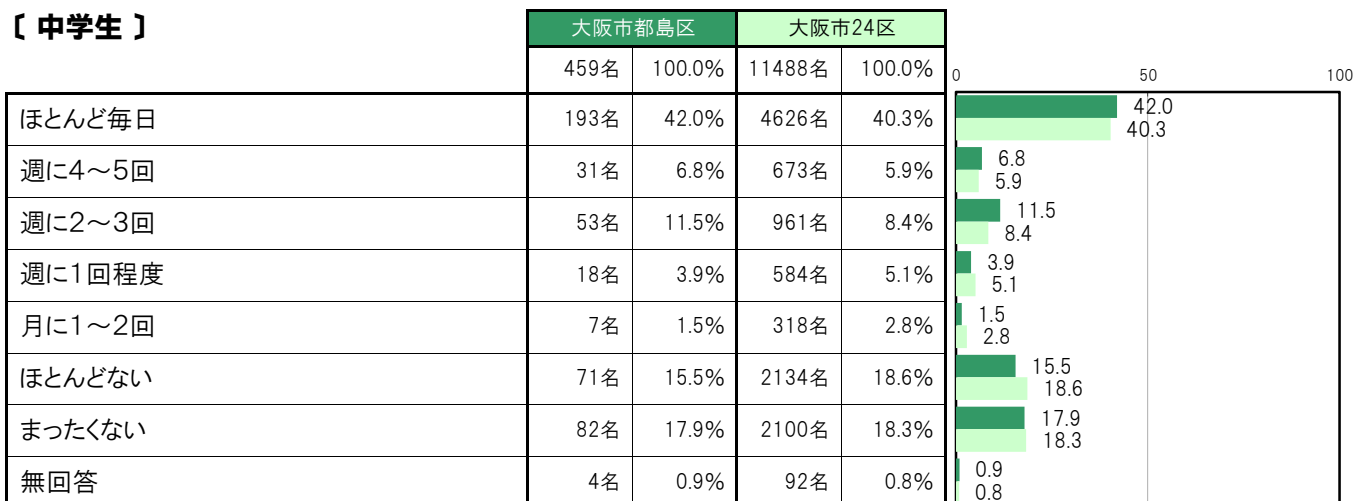 〔 中学生 〕
大阪市都島区 大阪市24区
459名 100.0% 11488名 100.0%
0 50 100
ほとんど毎日 193名 42.0% 4626名 40.3%
42.0
40.3
週に4～5回 31名 6.8% 673名 5.9%
6.8
5.9
週に2～3回 53名 11.5% 961名 8.4%
11.5
8.4
週に1回程度 18名 3.9% 584名 5.1%
3.9
5.1
月に1～2回 7名 1.5% 318名 2.8%
1.5
2.8
ほとんどない 71名 15.5% 2134名 18.6%
15.5
18.6
まったくない 82名 17.9% 2100名 18.3%
17.9
18.3
無回答 4名 0.9% 92名 0.8%
0.9
0.8